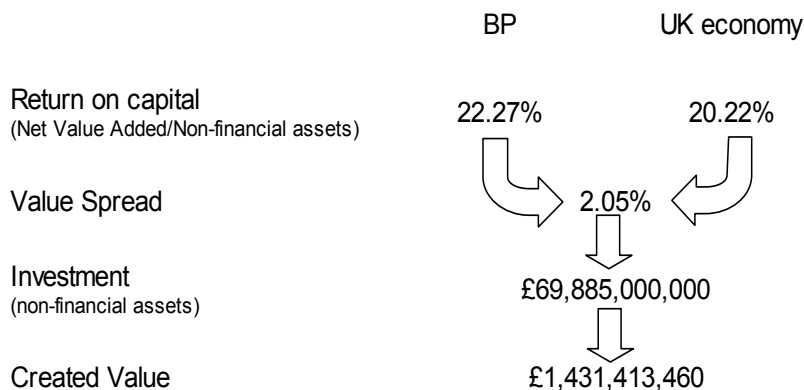 BP UK economy
Return on capital
(Net Value Added/Non-financial assets) 22.27% 20.22%
Value Spread 2.05%
Investment
(non-financial assets) £69,885,000,000
Created Value £1,431,413,460